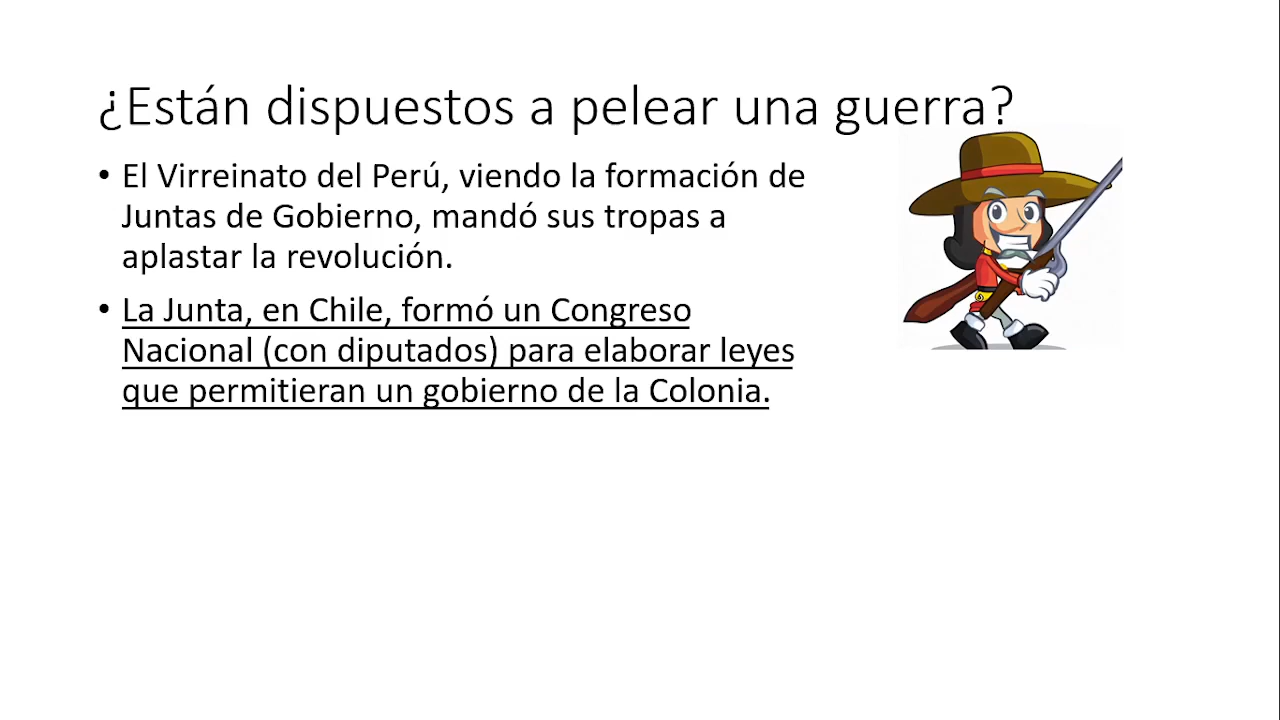 ¿Están dispuestos a pelear una guerra?
• El Virreinato del Perú, viendo la formación de
Juntas de Gobierno, mandó sus tropas a
aplastar la revolución.
• La Junta, en Chile, formó un Congreso
Nacional (con diputados) para elaborar leyes
que permitieran un gobierno de la Colonia.